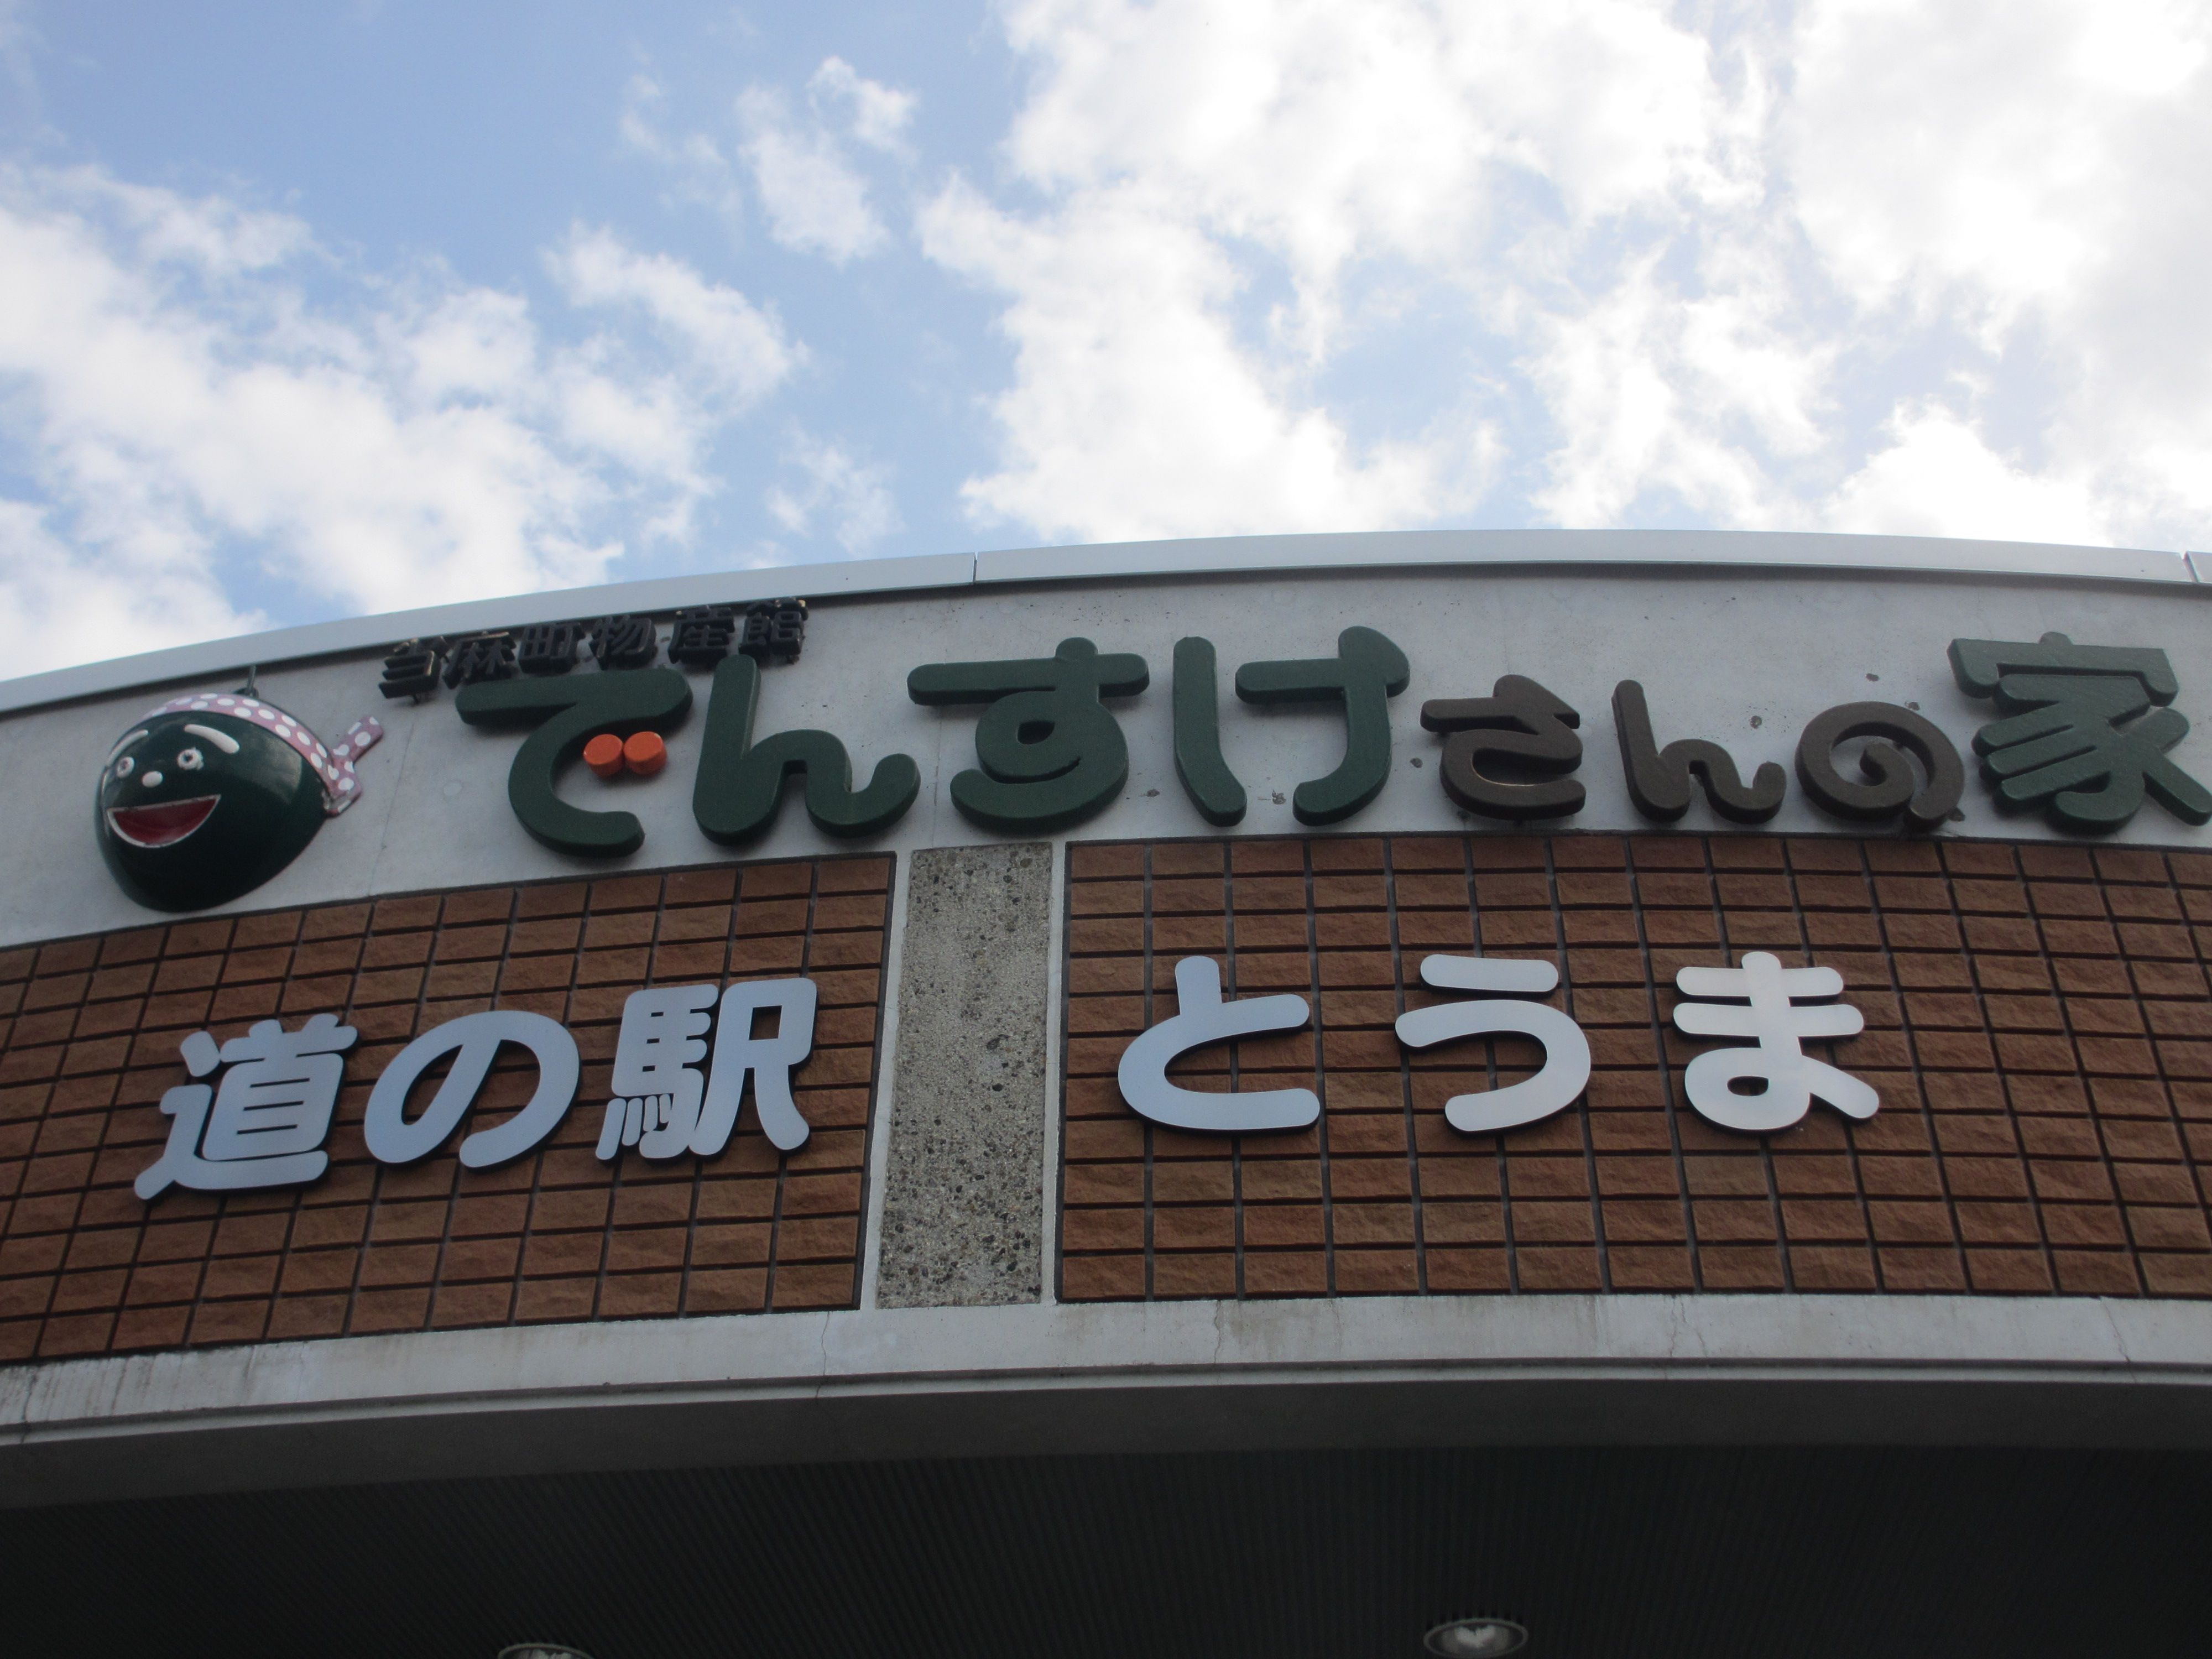 当麻町物産館
でんすけさんの家
道の駅 とうま